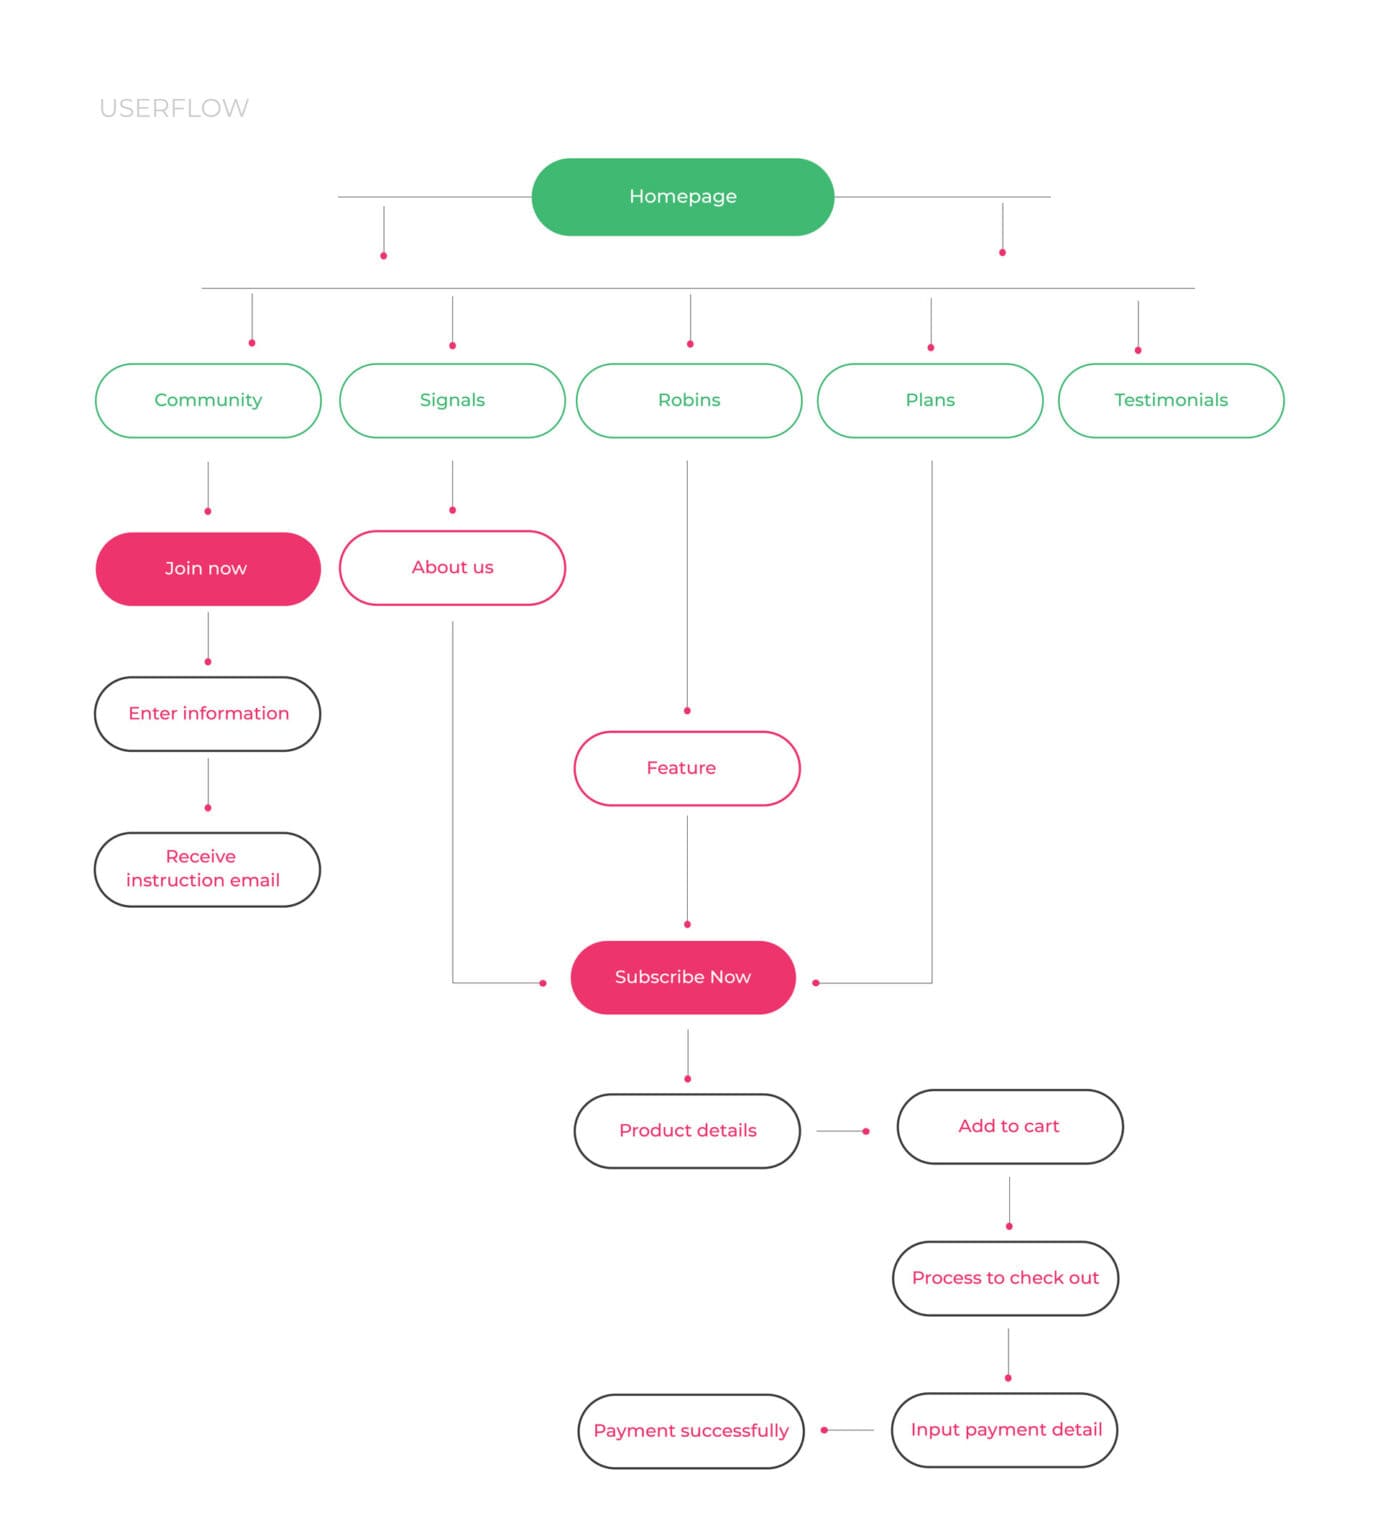 USERFLOW
Homepage
Community
Signals
Robins
Plans
Testimonials
Join now
About us
Enter information
Feature
Receive
instruction email
Subscribe Now
Product details
Add to cart
Process to check out
Input payment detail
Payment successfully